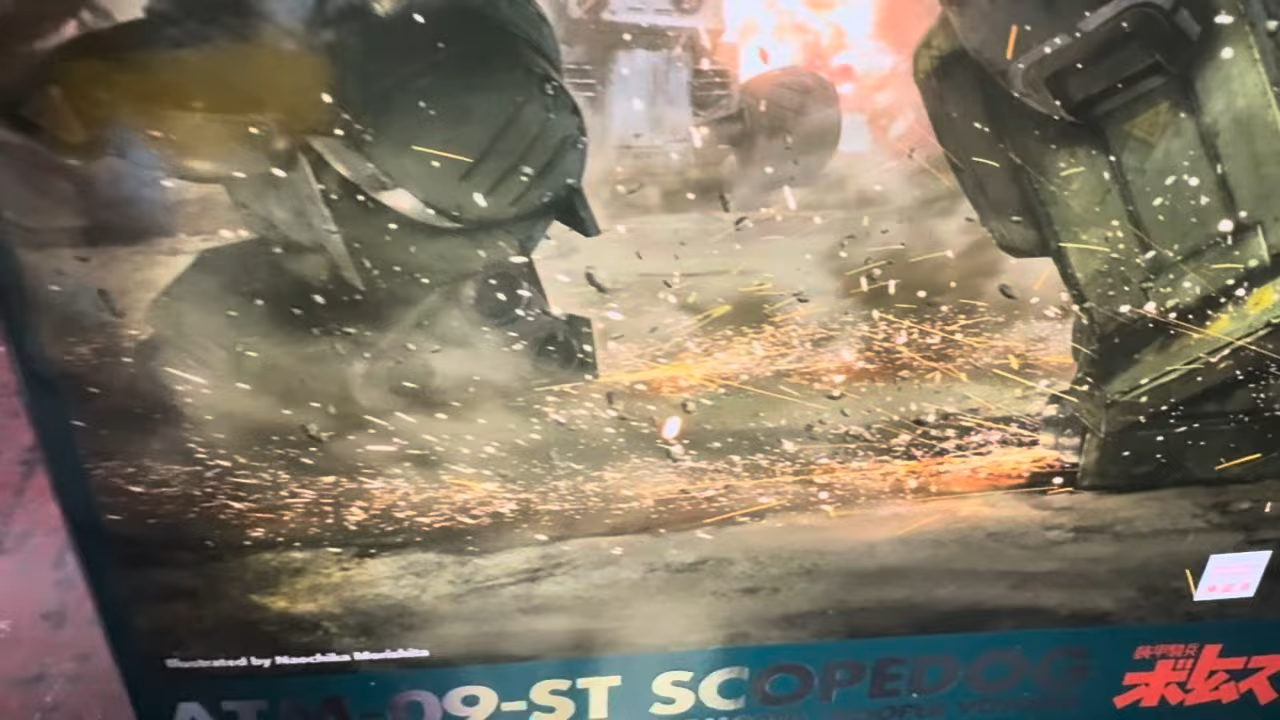 Illustrated by Naochika Morishita
ATM-09-ST SCOPEDOG
装甲騎兵
ボトムズ